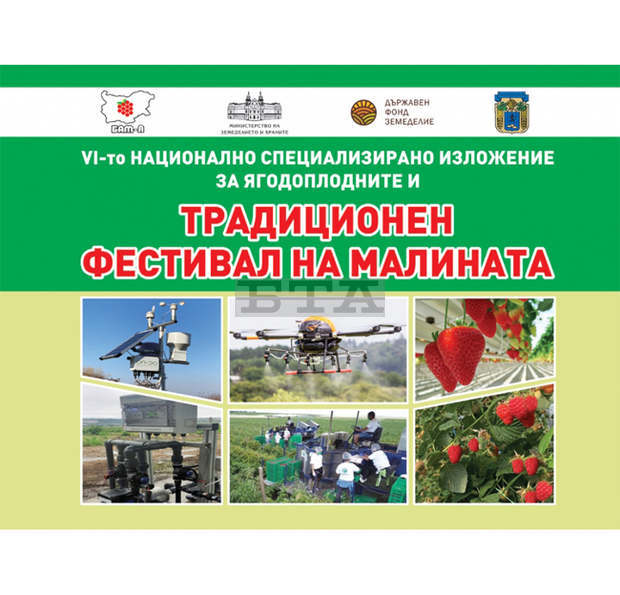 БАМ-Л
МИНИСТЕРСТВО НА
ЗЕМЕДЕЛИЕТО И ХРАНИТЕ
ДЪРЖАВЕН
ФОНД
ЗЕМЕДЕЛИЕ
VI-то НАЦИОНАЛНО СПЕЦИАЛИЗИРАНО ИЗЛОЖЕНИЕ
ЗА ЯГОДОПЛОДНИТЕ И
ТРАДИЦИОНЕН
ФЕСТИВАЛ НА МАЛИНАТА
БТА